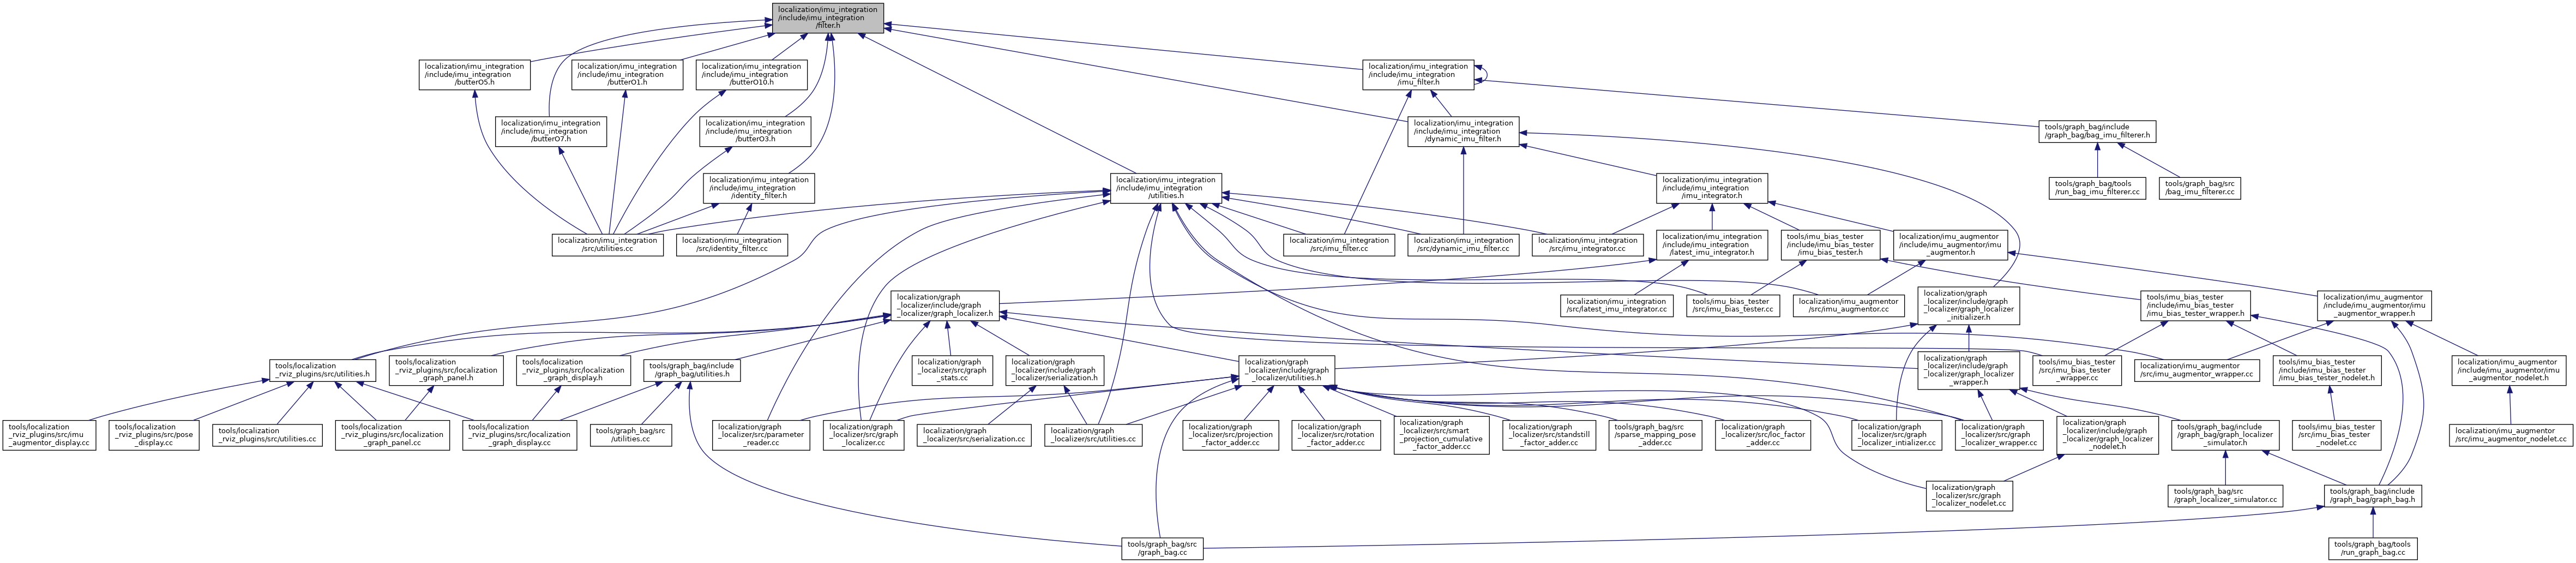 localization/imu_integration
/include/imu_integration
/filter.h
localization/imu_integration
/include/imu_integration
/butterO5.h
localization/imu_integration
/include/imu_integration
/butterO1.h
localization/imu_integration
/include/imu_integration
/butterO10.h
localization/imu_integration
/include/imu_integration
/imu_filter.h
localization/imu_integration
/include/imu_integration
/butterO7.h
localization/imu_integration
/include/imu_integration
/butterO3.h
localization/imu_integration
/include/imu_integration
/dynamic_imu_filter.h
tools/graph_bag/include
/graph_bag/bag_imu_filterer.h
localization/imu_integration
/include/imu_integration
/identity_filter.h
localization/imu_integration
/include/imu_integration
/utilities.h
localization/imu_integration
/include/imu_integration
/imu_integrator.h
tools/graph_bag/tools
/run_bag_imu_filterer.cc
tools/graph_bag/src
/bag_imu_filterer.cc
localization/imu_integration
/src/utilities.cc
localization/imu_integration
/src/identity_filter.cc
localization/imu_integration
/src/imu_filter.cc
localization/imu_integration
/src/dynamic_imu_filter.cc
localization/imu_integration
/src/imu_integrator.cc
localization/imu_integration
/include/imu_integration
/latest_imu_integrator.h
tools/imu_bias_tester
/include/imu_bias_tester
/imu_bias_tester.h
localization/imu_augmentor
/include/imu_augmentor/imu
_augmentor.h
localization/graph
_localizer/include/graph
_localizer/graph_localizer.h
localization/imu_integration
/src/latest_imu_integrator.cc
tools/imu_bias_tester
/src/imu_bias_tester.cc
localization/imu_augmentor
/src/imu_augmentor.cc
localization/graph
_localizer/include/graph
_localizer/graph_localizer
_initializer.h
tools/imu_bias_tester
/include/imu_bias_tester
/imu_bias_tester_wrapper.h
localization/imu_augmentor
/include/imu_augmentor/imu
_augmentor_wrapper.h
tools/localization
_rviz_plugins/src/utilities.h
tools/localization
_rviz_plugins/src/localization
_graph_panel.h
tools/localization
_rviz_plugins/src/localization
_graph_display.h
tools/graph_bag/include
/graph_bag/utilities.h
localization/graph
_localizer/src/graph
_stats.cc
localization/graph
_localizer/include/graph
_localizer/serialization.h
localization/graph
_localizer/include/graph
_localizer/utilities.h
localization/graph
_localizer/include/graph
_localizer/graph_localizer
_wrapper.h
tools/imu_bias_tester
/src/imu_bias_tester
_wrapper.cc
localization/imu_augmentor
/src/imu_augmentor_wrapper.cc
tools/imu_bias_tester
/include/imu_bias_tester
/imu_bias_tester_nodelet.h
localization/imu_augmentor
/include/imu_augmentor/imu
_augmentor_nodelet.h
tools/localization
_rviz_plugins/src/imu
_augmentor_display.cc
tools/localization
_rviz_plugins/src/pose
_display.cc
tools/localization
_rviz_plugins/src/utilities.cc
tools/localization
_rviz_plugins/src/localization
_graph_panel.cc
tools/localization
_rviz_plugins/src/localization
_graph_display.cc
tools/graph_bag/src
/utilities.cc
localization/graph
_localizer/src/parameter
_reader.cc
localization/graph
_localizer/src/graph
_localizer.cc
localization/graph
_localizer/src/serialization.cc
localization/graph
_localizer/src/utilities.cc
localization/graph
_localizer/src/projection
_factor_adder.cc
localization/graph
_localizer/src/rotation
_factor_adder.cc
localization/graph
_localizer/src/smart
_projection_cumulative
_factor_adder.cc
localization/graph
_localizer/src/standstill
_factor_adder.cc
tools/graph_bag/src
/sparse_mapping_pose
_adder.cc
localization/graph
_localizer/src/loc_factor
_adder.cc
localization/graph
_localizer/src/graph
_localizer_intializer.cc
localization/graph
_localizer/src/graph
_localizer_wrapper.cc
localization/graph
_localizer/include/graph
_localizer/graph_localizer
_nodelet.h
tools/graph_bag/include
/graph_bag/graph_localizer
_simulator.h
tools/imu_bias_tester
/src/imu_bias_tester
_nodelet.cc
localization/imu_augmentor
/src/imu_augmentor_nodelet.cc
localization/graph
_localizer/src/graph
_localizer_nodelet.cc
tools/graph_bag/src
/graph_localizer_simulator.cc
tools/graph_bag/include
/graph_bag/graph_bag.h
tools/graph_bag/src
/graph_bag.cc
tools/graph_bag/tools
/run_graph_bag.cc